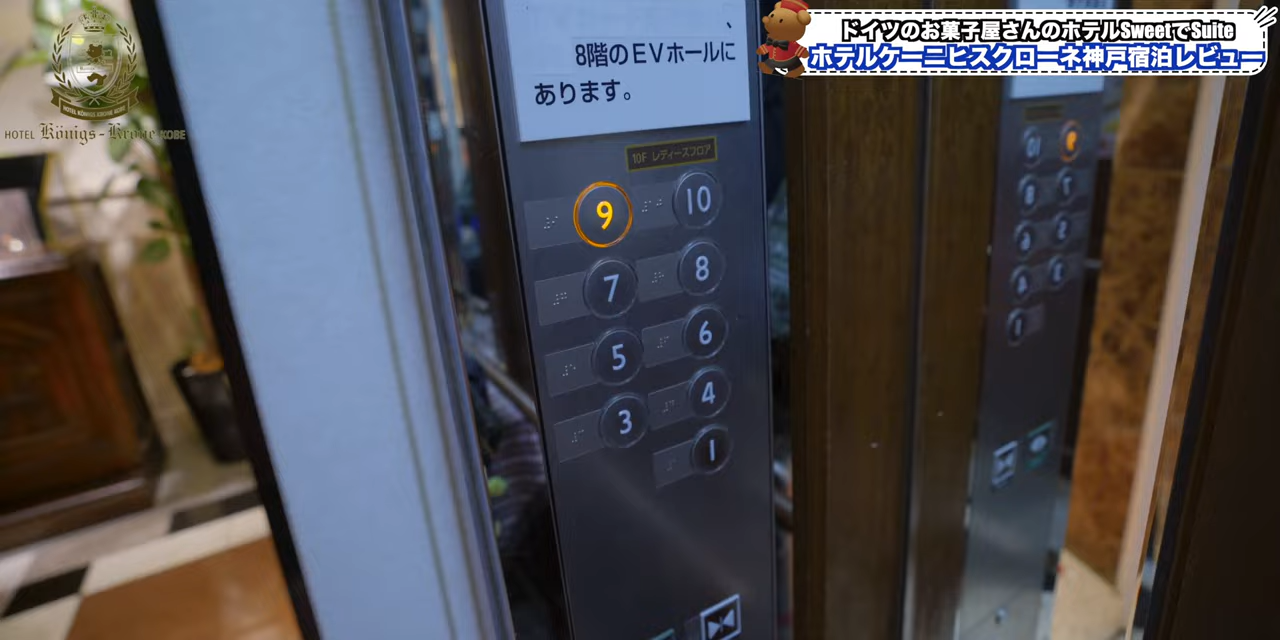 HOTEL Königs-Krone KOBE
ドイツのお菓子屋さんのホテルSweetでSuite
ホテルケーニヒスクローネ神戸宿泊レビュー
、
8階のEVホールに
あります。
10F レディースフロア
9 10
7 8
5 6
3 4
1